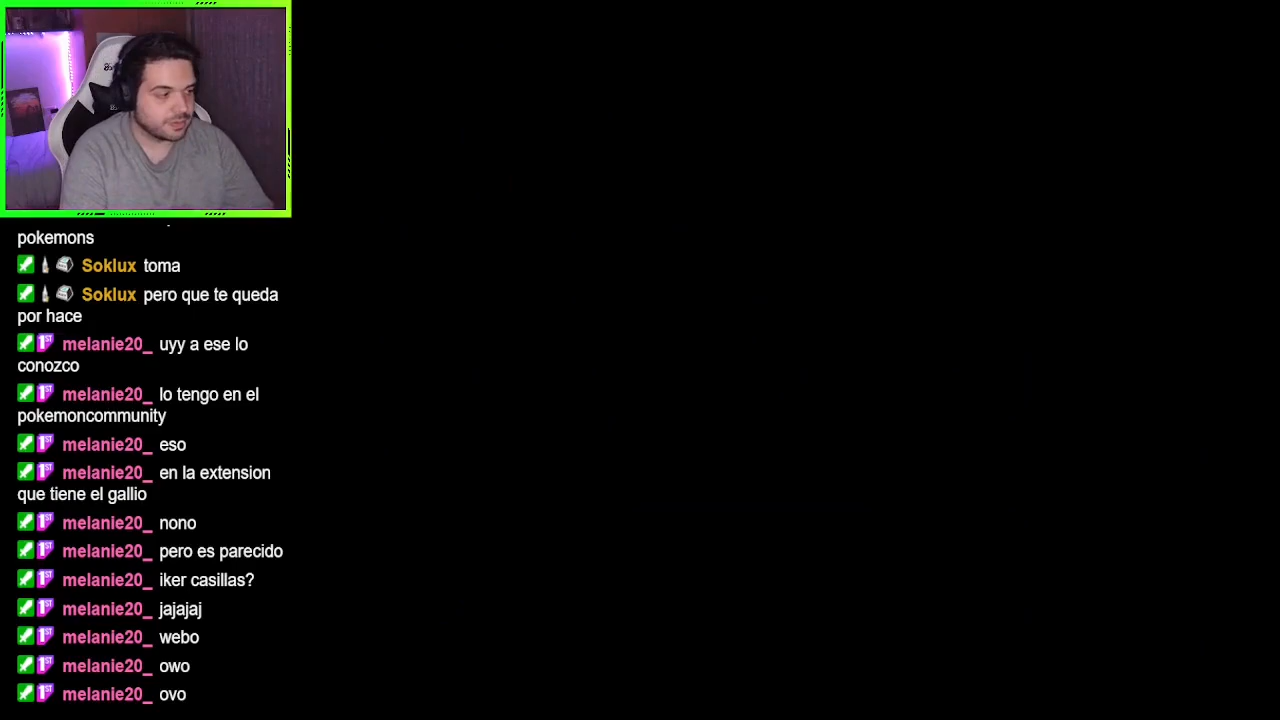 pokemons
Soklux toma
Soklux pero que te queda
por hace
melanie20_ uyy a ese lo
conozco
melanie20_ lo tengo en el
pokemoncommunity
melanie20_ eso
melanie20_ en la extension
que tiene el gallio
melanie20_ nono
melanie20_ pero es parecido
melanie20_ iker casillas?
melanie20_ jajajaj
melanie20_ webo
melanie20_ owo
melanie20_ ovo